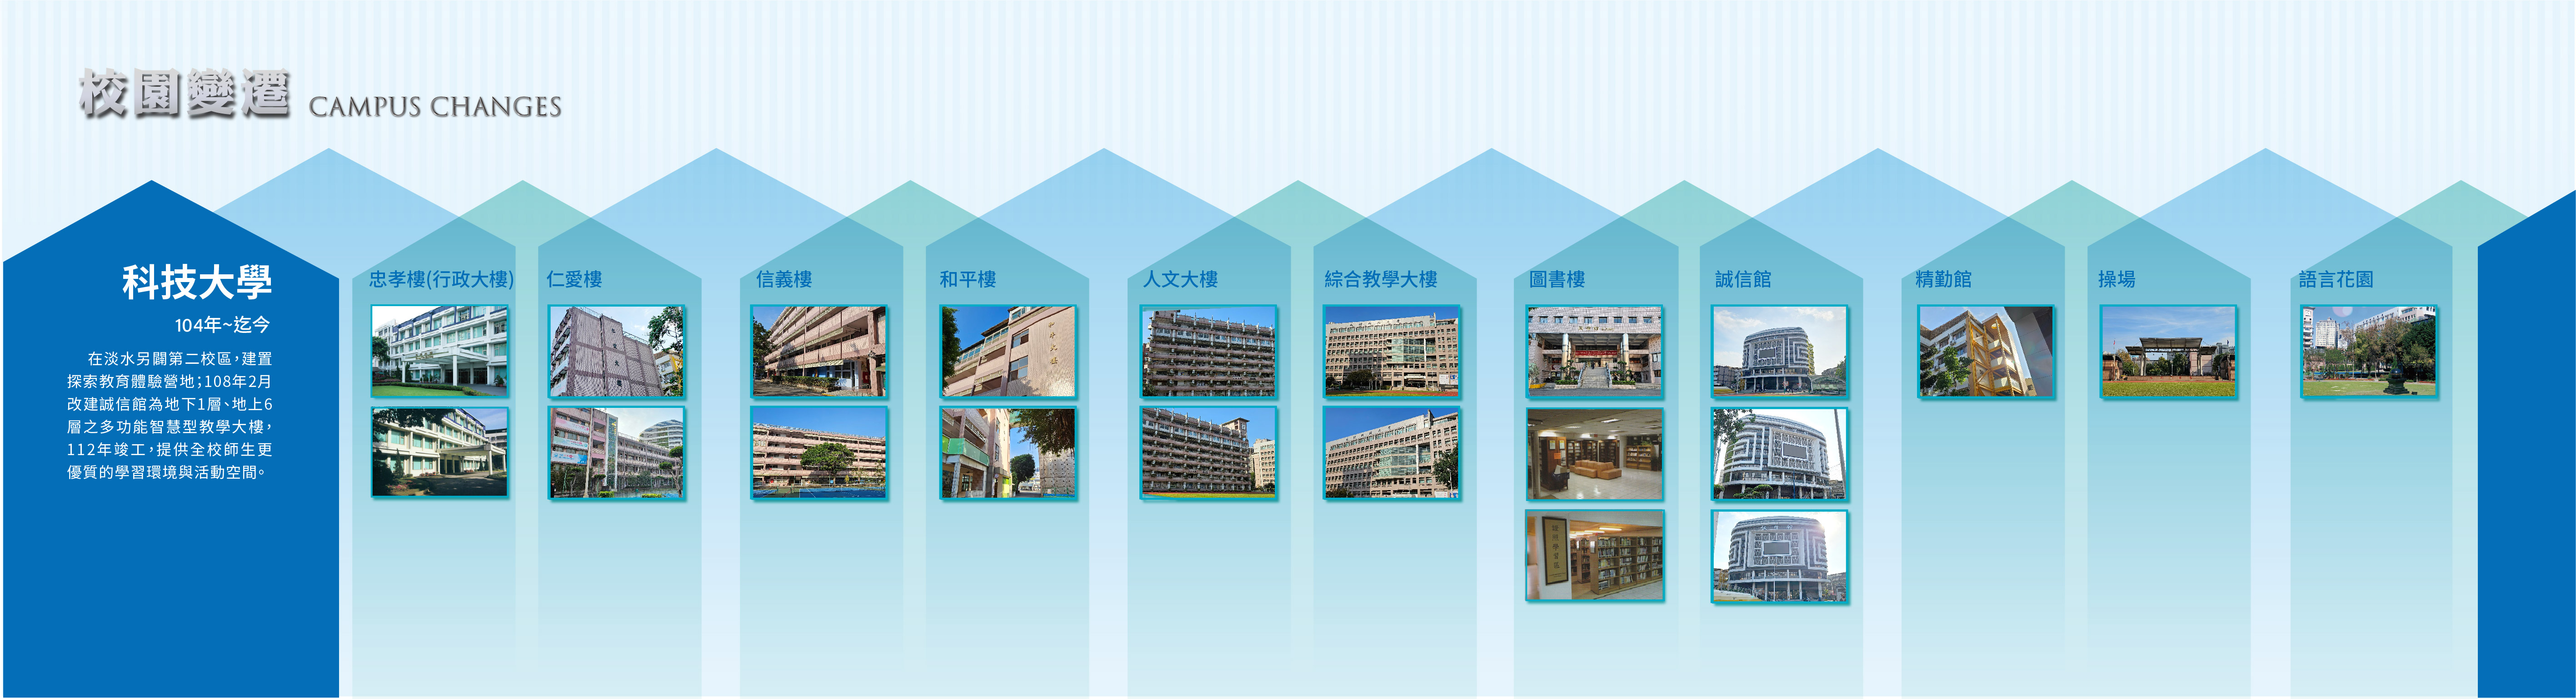 校園變遷 CAMPUS CHANGES
科技大學
104年~迄今
在淡水另闢第二校區，建置
探索教育體驗營地；108年2月
改建誠信館為地下1層、地上6
層之多功能智慧型教學大樓，
112年竣工，提供全校師生更
優質的學習環境與活動空間。
忠孝樓(行政大樓)
仁愛樓
信義樓
和平樓
人文大樓
綜合教學大樓
圖書樓
誠信館
精勤館
操場
語言花園